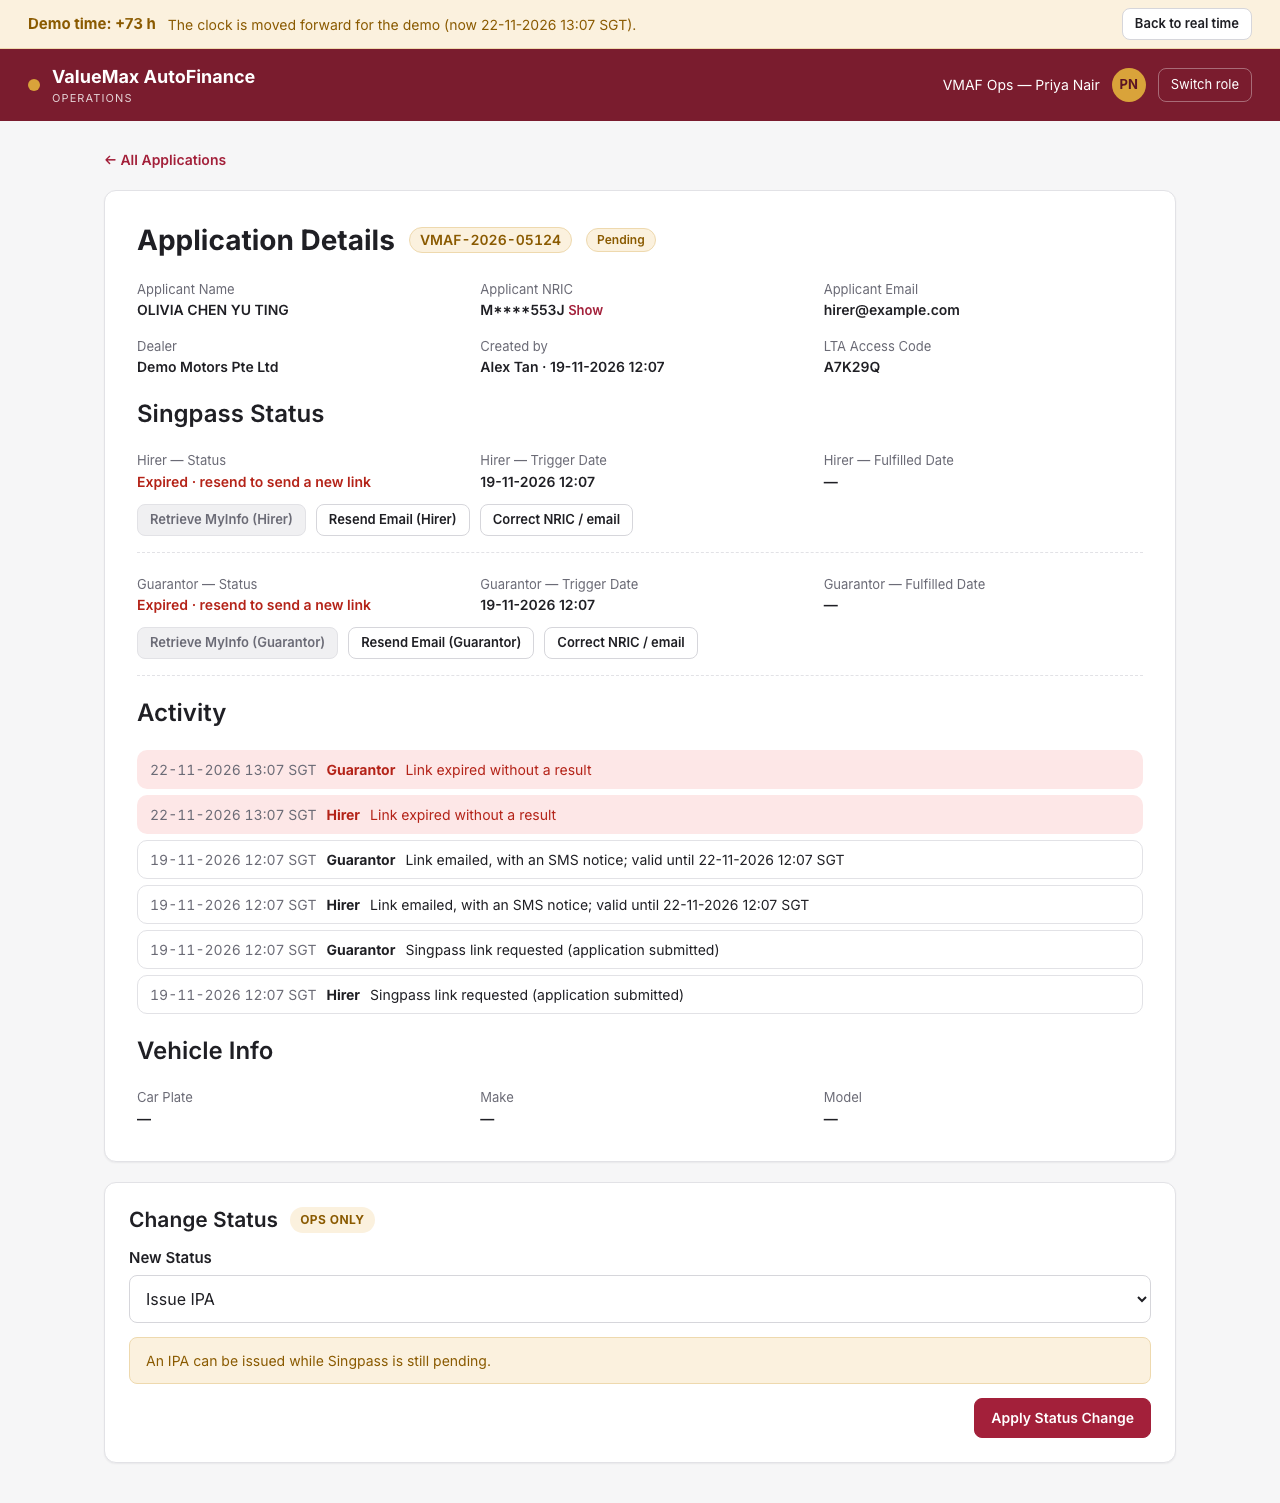 Demo time: +73 h The clock is moved forward for the demo (now 22-11-2026 13:07 SGT). Back to real time
ValueMax AutoFinance
OPERATIONS
VMAF Ops — Priya Nair PN Switch role
← All Applications
Application Details VMAF-2026-05124 Pending
Applicant Name Applicant NRIC Applicant Email
OLIVIA CHEN YU TING M****553J Show hirer@example.com
Dealer Created by LTA Access Code
Demo Motors Pte Ltd Alex Tan · 19-11-2026 12:07 A7K29Q
Singpass Status
Hirer — Status Hirer — Trigger Date Hirer — Fulfilled Date
Expired · resend to send a new link 19-11-2026 12:07 —
Retrieve MyInfo (Hirer) Resend Email (Hirer) Correct NRIC / email
Guarantor — Status Guarantor — Trigger Date Guarantor — Fulfilled Date
Expired · resend to send a new link 19-11-2026 12:07 —
Retrieve MyInfo (Guarantor) Resend Email (Guarantor) Correct NRIC / email
Activity
22-11-2026 13:07 SGT Guarantor Link expired without a result
22-11-2026 13:07 SGT Hirer Link expired without a result
19-11-2026 12:07 SGT Guarantor Link emailed, with an SMS notice; valid until 22-11-2026 12:07 SGT
19-11-2026 12:07 SGT Hirer Link emailed, with an SMS notice; valid until 22-11-2026 12:07 SGT
19-11-2026 12:07 SGT Guarantor Singpass link requested (application submitted)
19-11-2026 12:07 SGT Hirer Singpass link requested (application submitted)
Vehicle Info
Car Plate Make Model
— — —
Change Status OPS ONLY
New Status
Issue IPA
An IPA can be issued while Singpass is still pending.
Apply Status Change